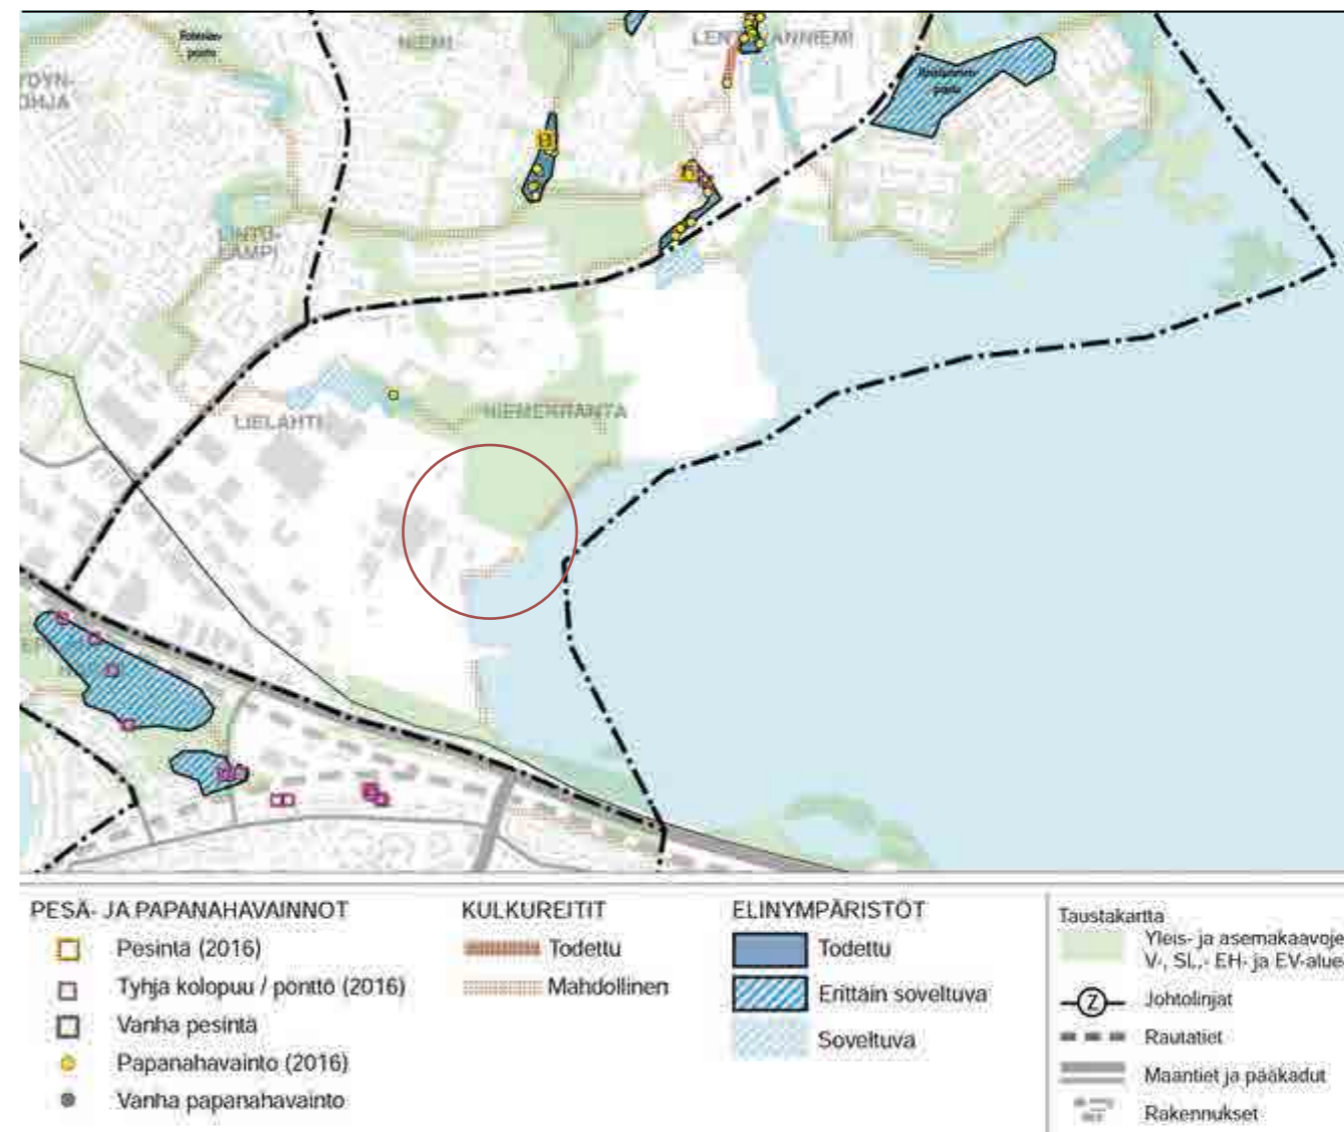 NIEMI
LINTU-
LAMPI
LIELAHTI
NIEMENRANTA
PESÄ- JA PAPANAHAVAINNOT
Pesintä (2016)
Tyhjä kolopuu / pönttö (2016)
Vanha pesintä
Papanahavainto (2016)
Vanha papanahavainto
KULKUREITIT
Todettu
Mahdollinen
ELINYMPÄRISTÖT
Todettu
Erittäin soveltuva
Soveltuva
Taustakartta
Yleis- ja asemakaavoje
V-, SL,- EH- ja EV-alue
Z
Johtolinjat
Rautatiet
Maantiet ja pääkadut
Rakennukset